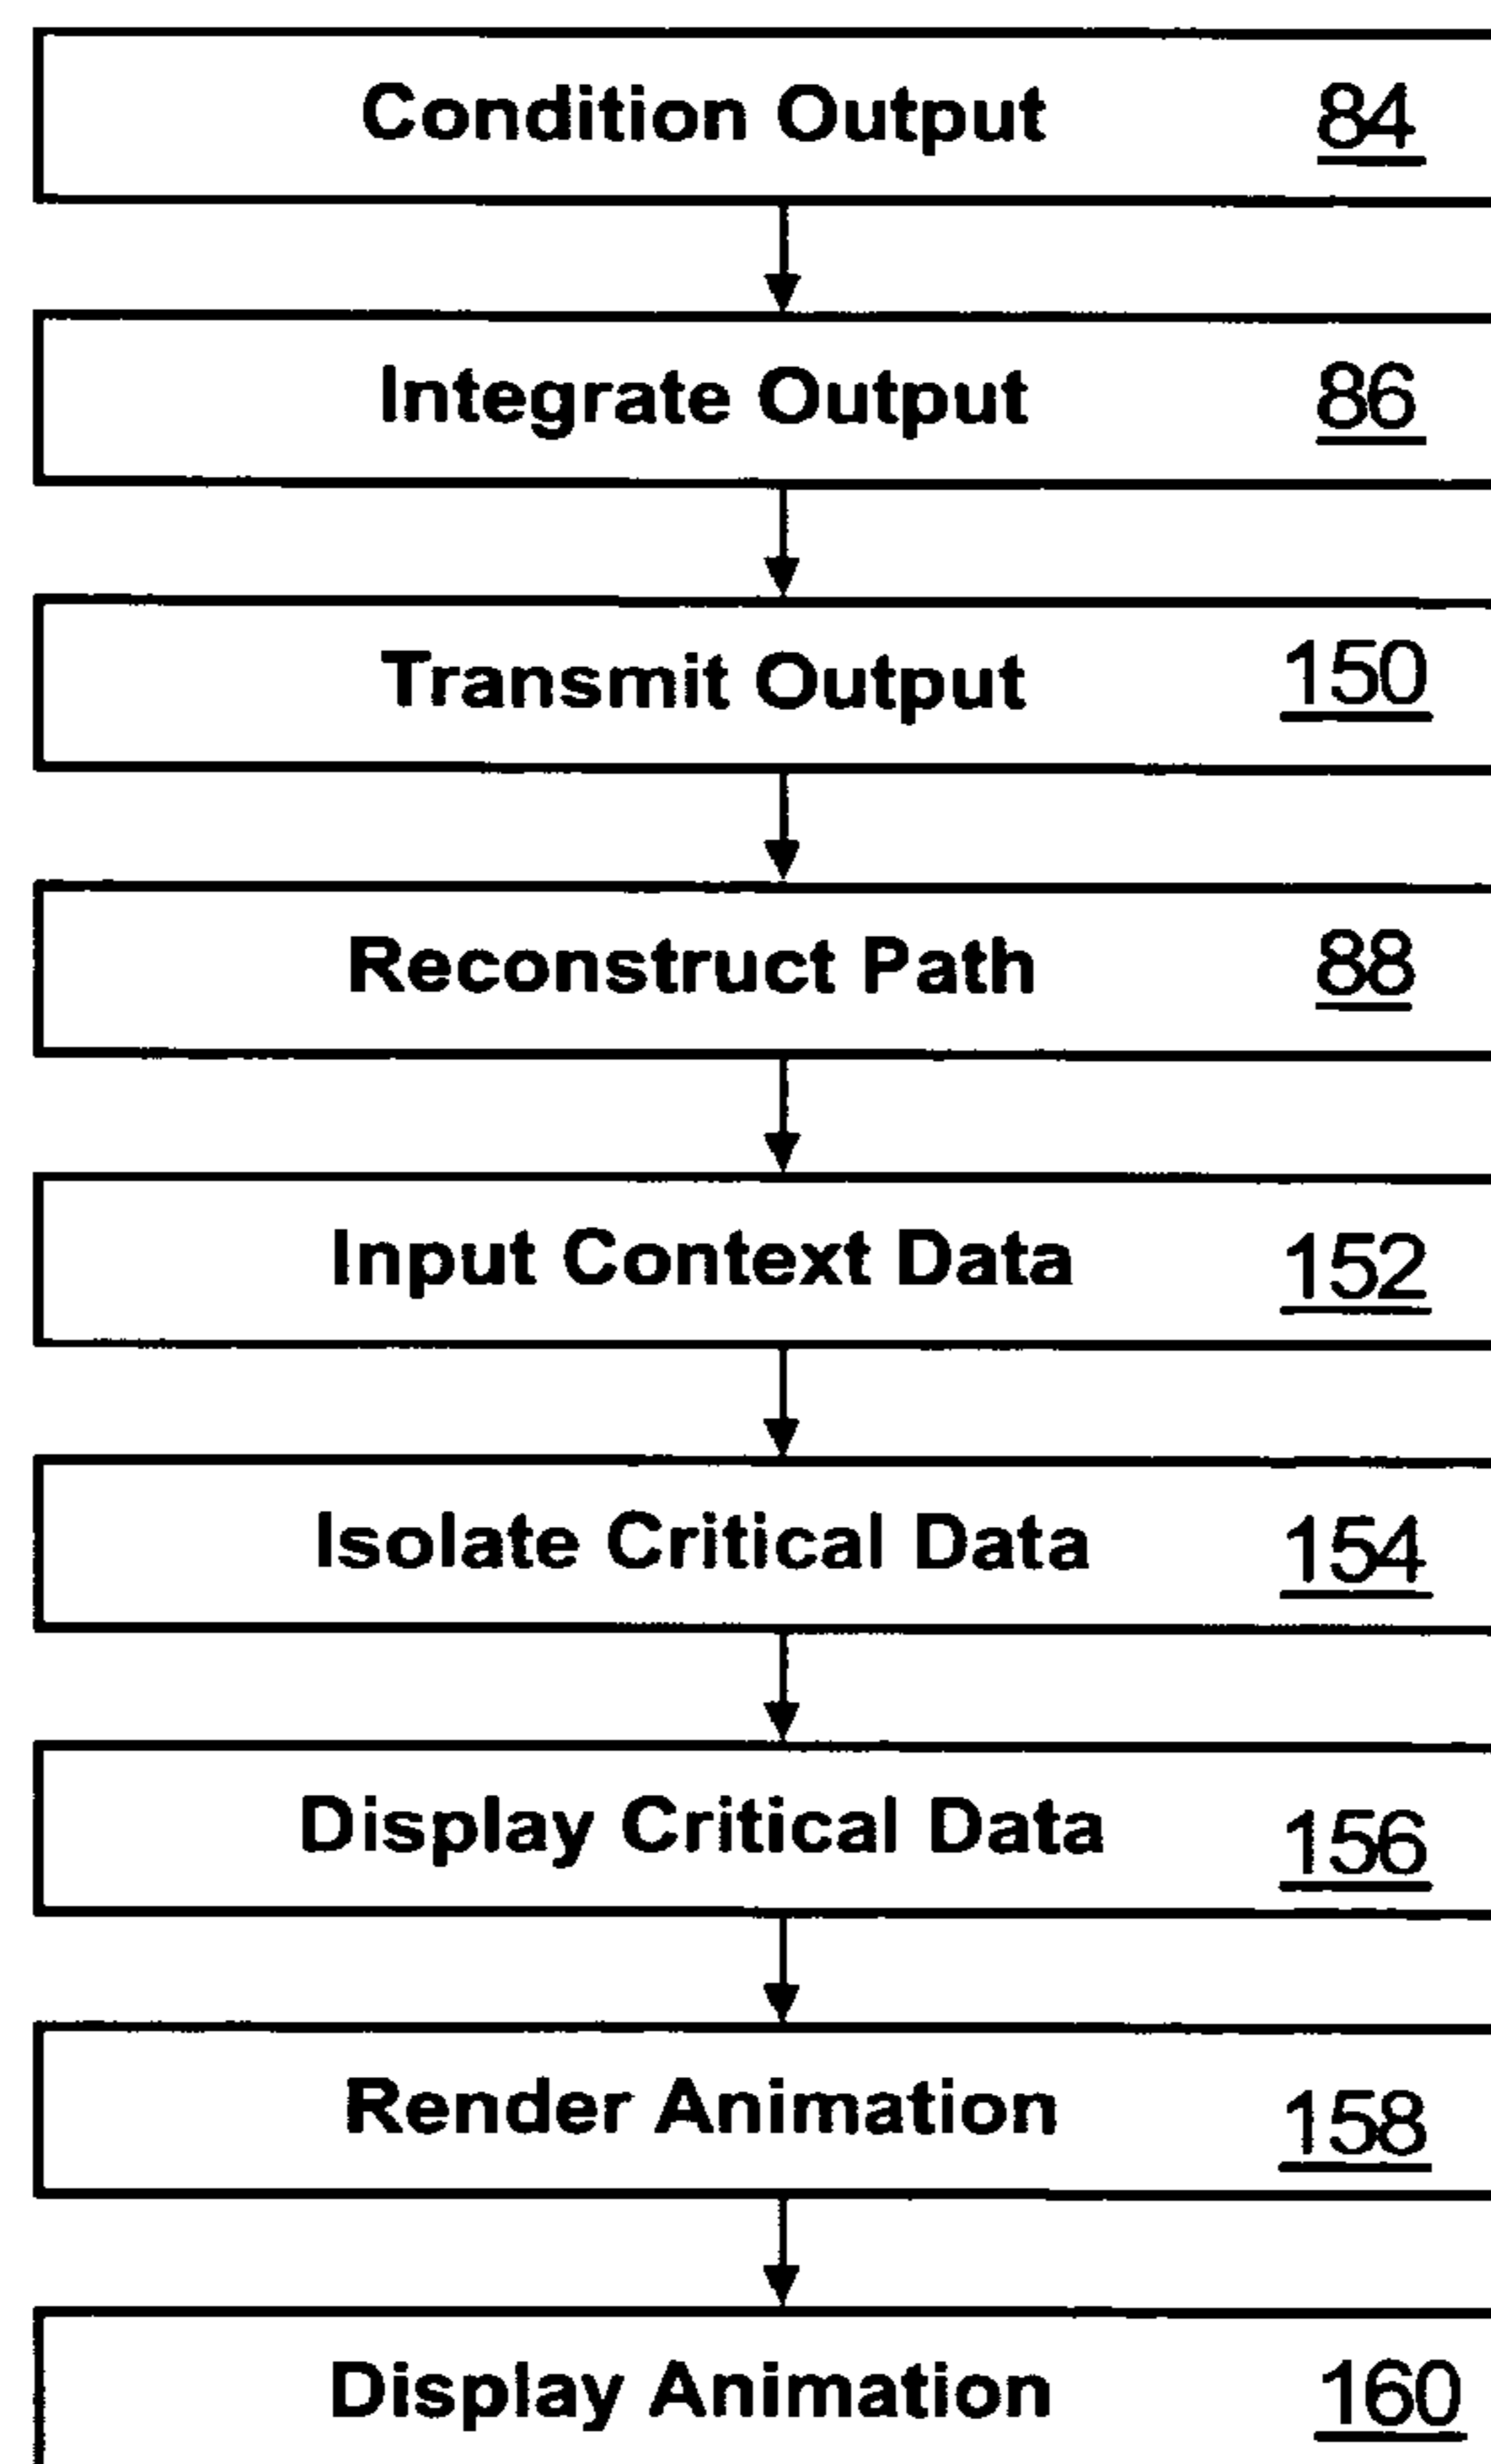 Condition Output 84
Integrate Output 86
Transmit Output 150
Reconstruct Path 88
Input Context Data 152
Isolate Critical Data 154
Display Critical Data 156
Render Animation 158
Display Animation 160